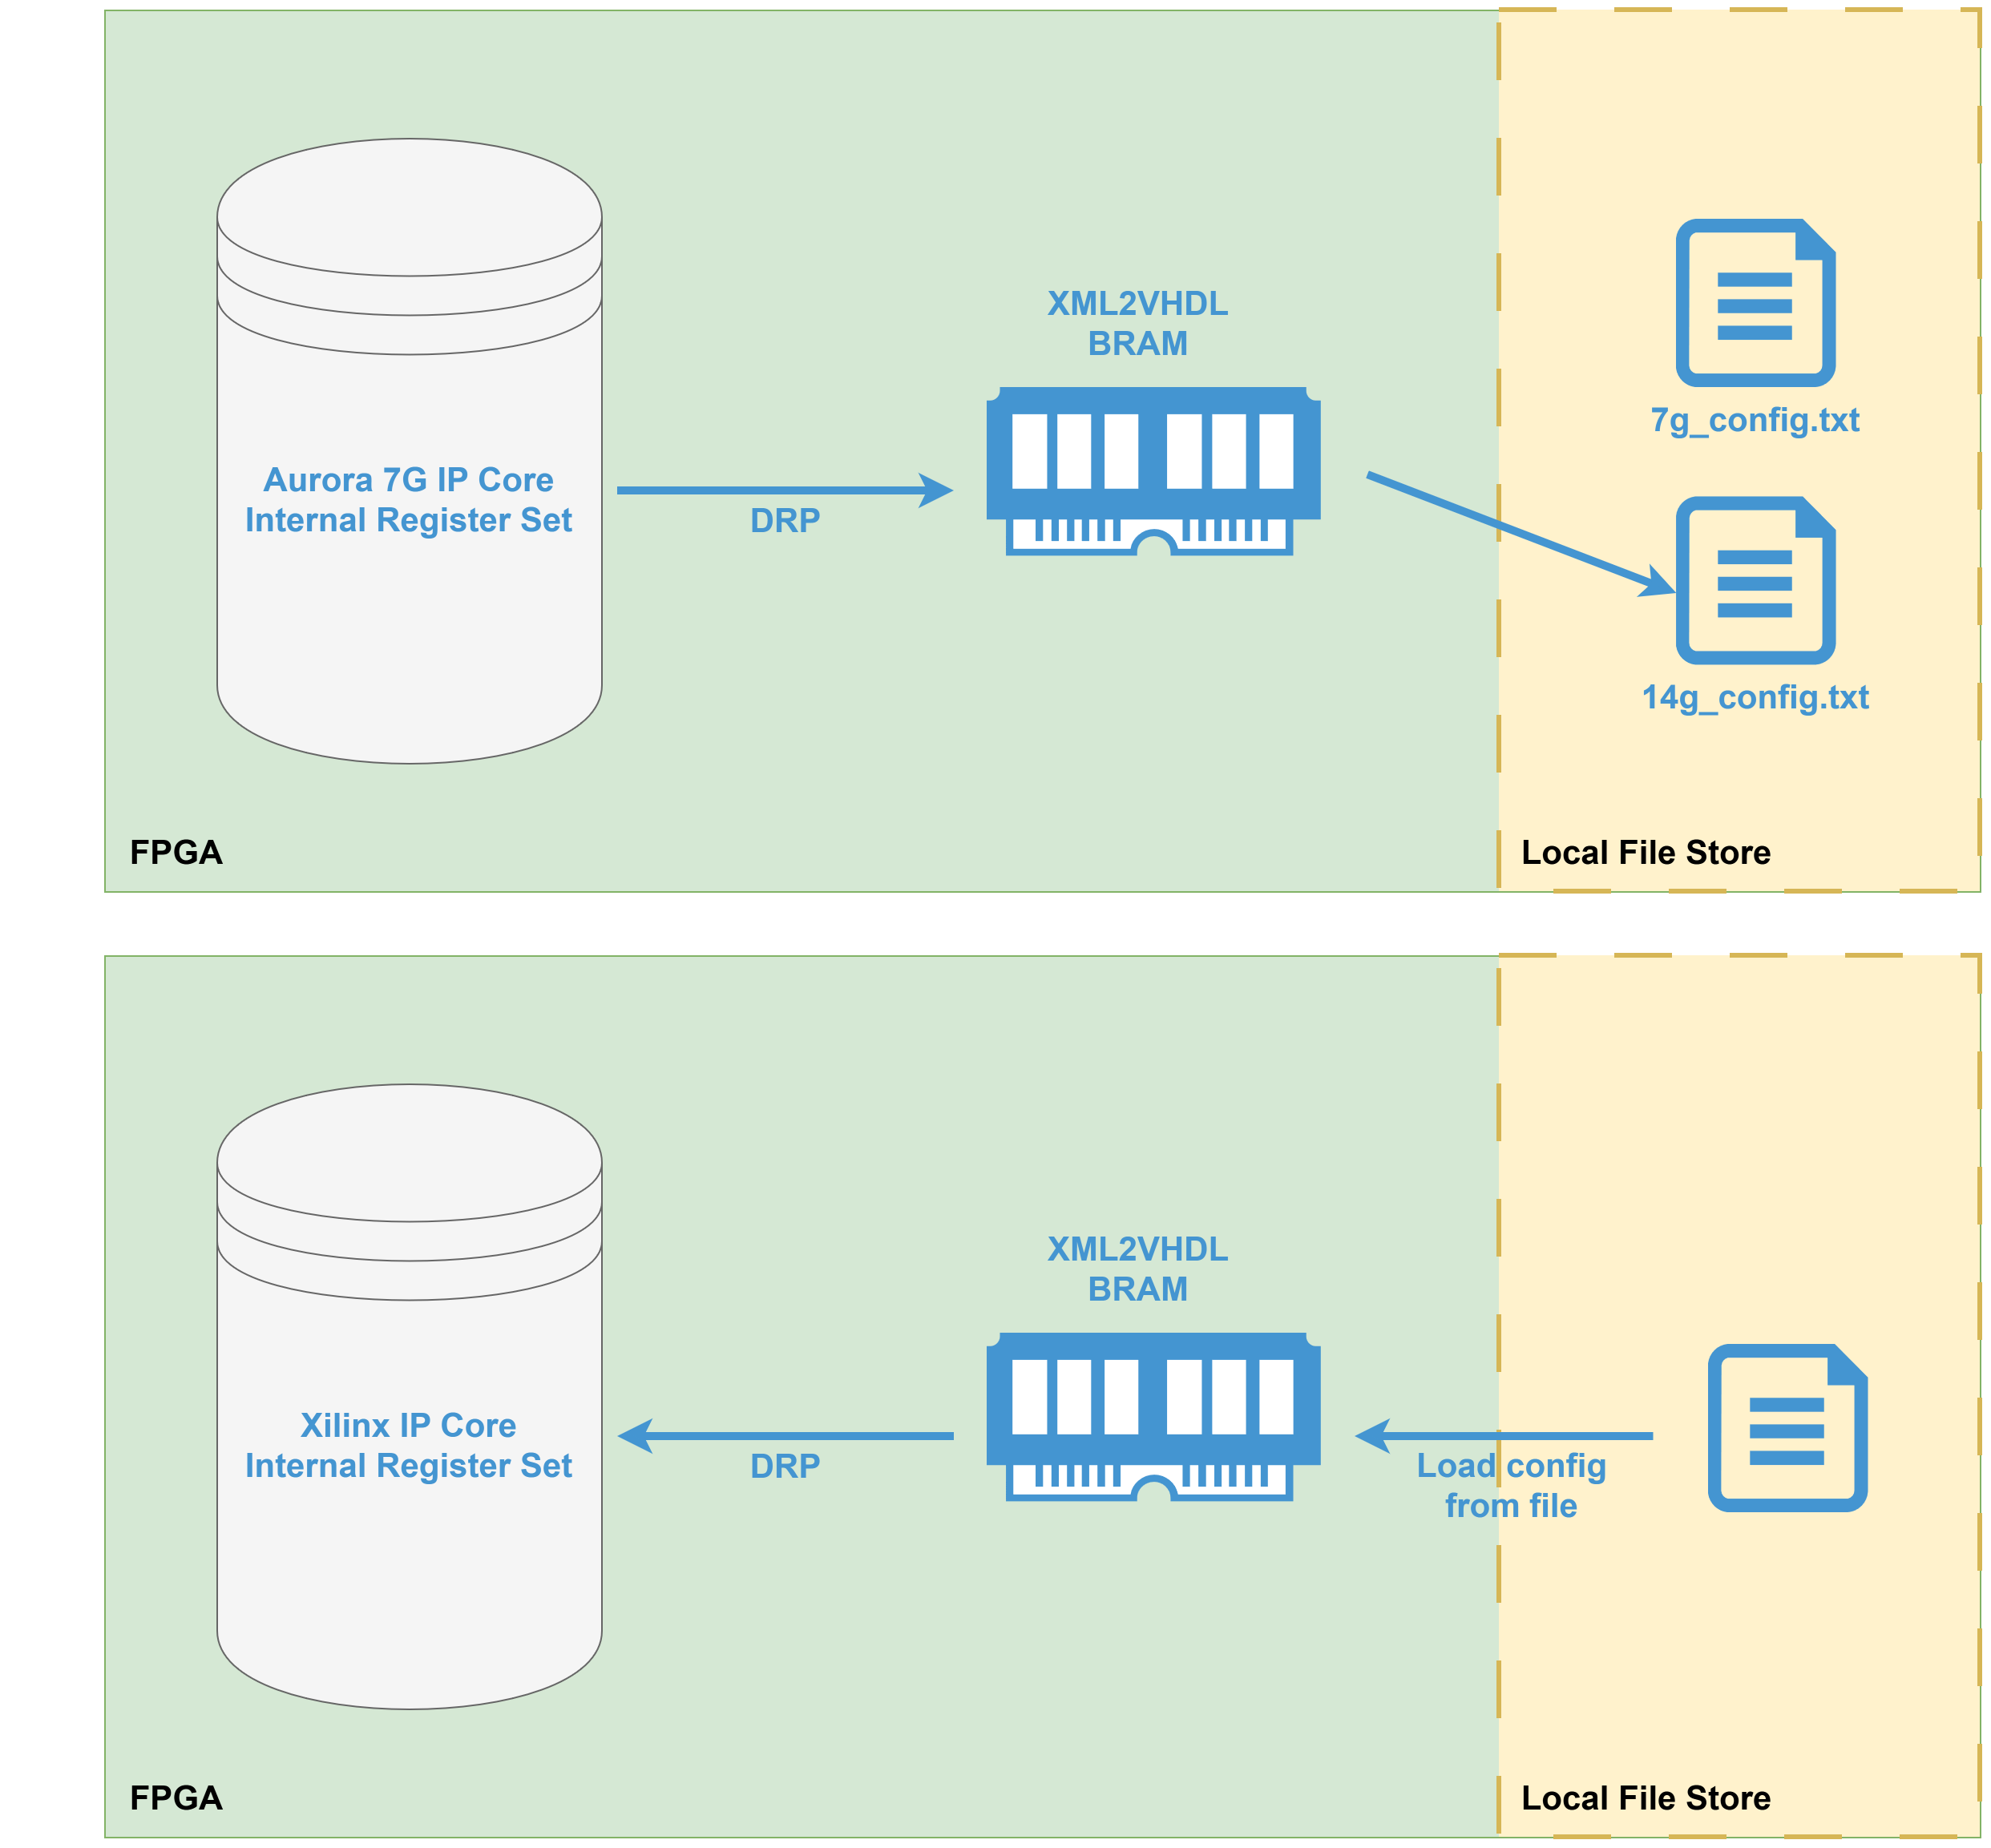 XML2VHDL
BRAM
7g_config.txt
Aurora 7G IP Core
Internal Register Set
DRP
14g_config.txt
FPGA
Local File Store
XML2VHDL
BRAM
Xilinx IP Core
Internal Register Set
DRP
Load config
from file
FPGA
Local File Store